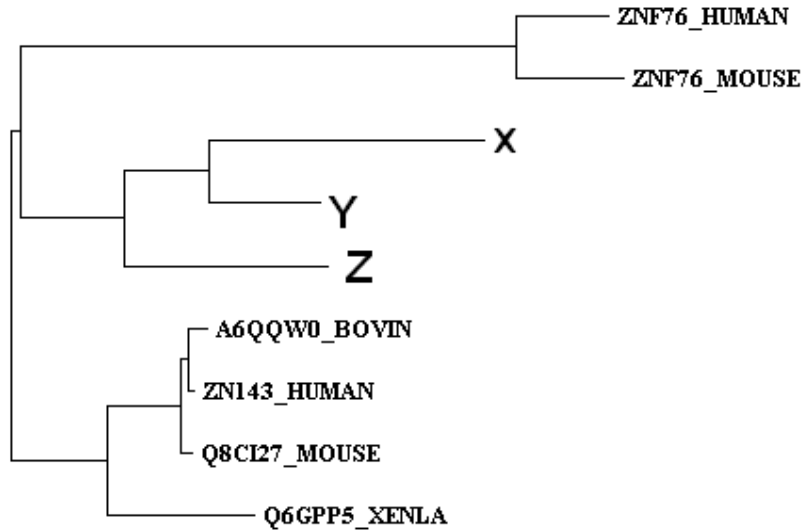 ZNF76_HUMAN
ZNF76_MOUSE
X
Y
Z
A6QQW0_BOVIN
ZN143_HUMAN
Q8CI27_MOUSE
Q6GPP5_XENLA